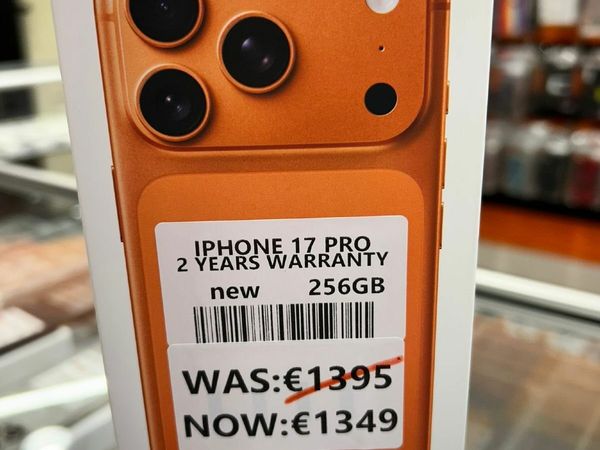 IPHONE 17 PRO
2 YEARS WARRANTY
new 256GB
WAS:€1395
NOW:€1349